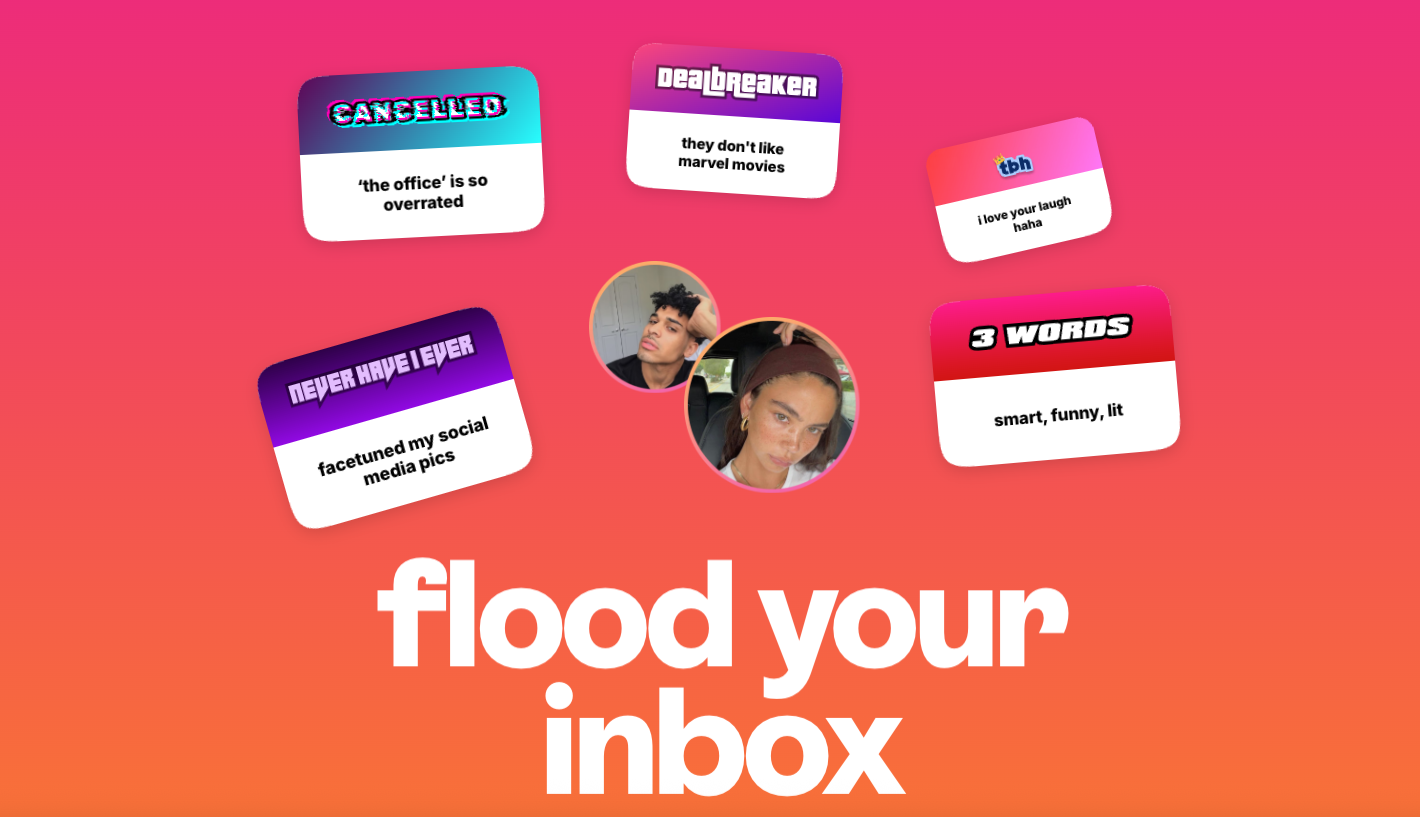 CANCELLED
‘the office’ is so
overrated
DEALBREAKER
they don't like
marvel movies
tbh
i love your laugh
haha
NEVER HAVE I EVER
facetuned my social
media pics
3 WORDS
smart, funny, lit
flood your
inbox